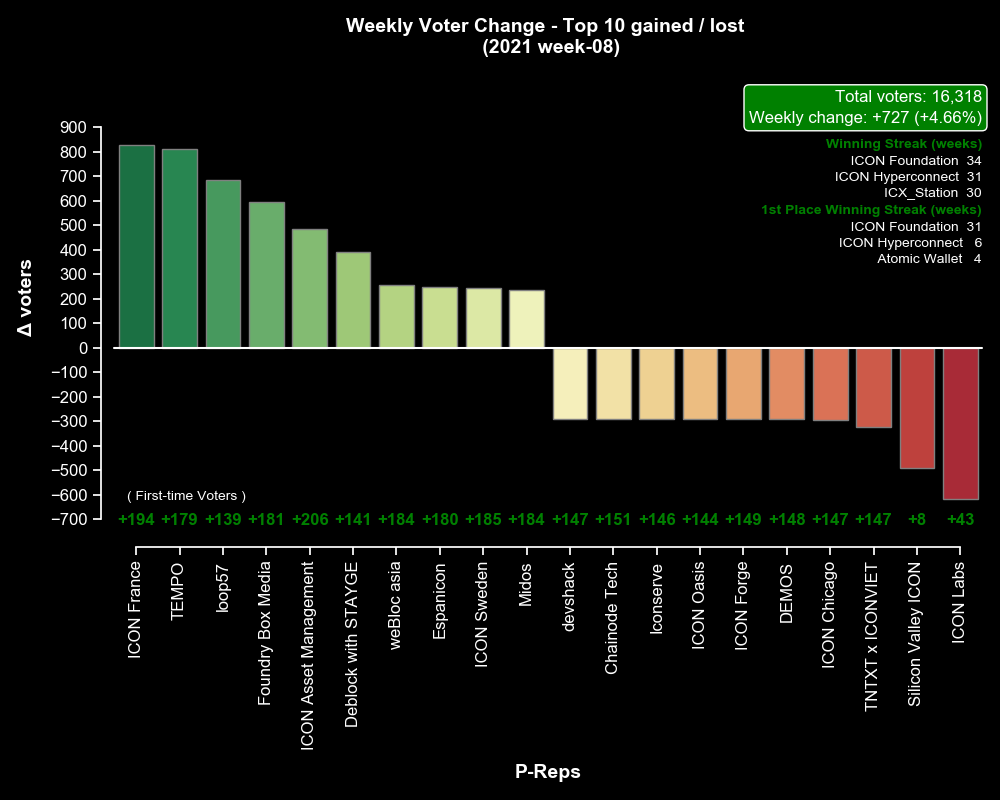 Weekly Voter Change - Top 10 gained / lost
(2021 week-08)
Total voters: 16,318
Weekly change: +727 (+4.66%)
Winning Streak (weeks)
ICON Foundation 34
ICON Hyperconnect 31
ICX_Station 30
1st Place Winning Streak (weeks)
ICON Foundation 31
ICON Hyperconnect 6
Atomic Wallet 4
Δ voters
900
800
700
600
500
400
300
200
100
0
−100
−200
−300
−400
−500
−600
−700
( First-time Voters )
+194 +179 +139 +181 +206 +141 +184 +180 +185 +184 +147 +151 +146 +144 +149 +148 +147 +147 +8 +43
ICON France
TEMPO
loop57
Foundry Box Media
ICON Asset Management
Deblock with STAYGE
weBloc asia
Espanicon
ICON Sweden
Midos
devshack
Chainode Tech
Iconserve
ICON Oasis
ICON Forge
DEMOS
ICON Chicago
TNTXT x ICONVIET
Silicon Valley ICON
ICON Labs
P-Reps